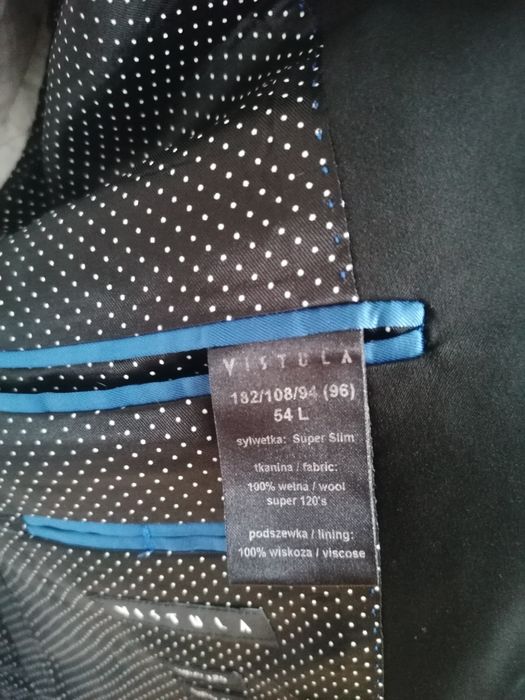 VISTULA
182/108/94 (96)
54 L
sylwetka: Super Slim
tkanina / fabric:
100% wełna / wool
super 120's
podszewka / lining:
100% wiskoza / viscose
VISTULA